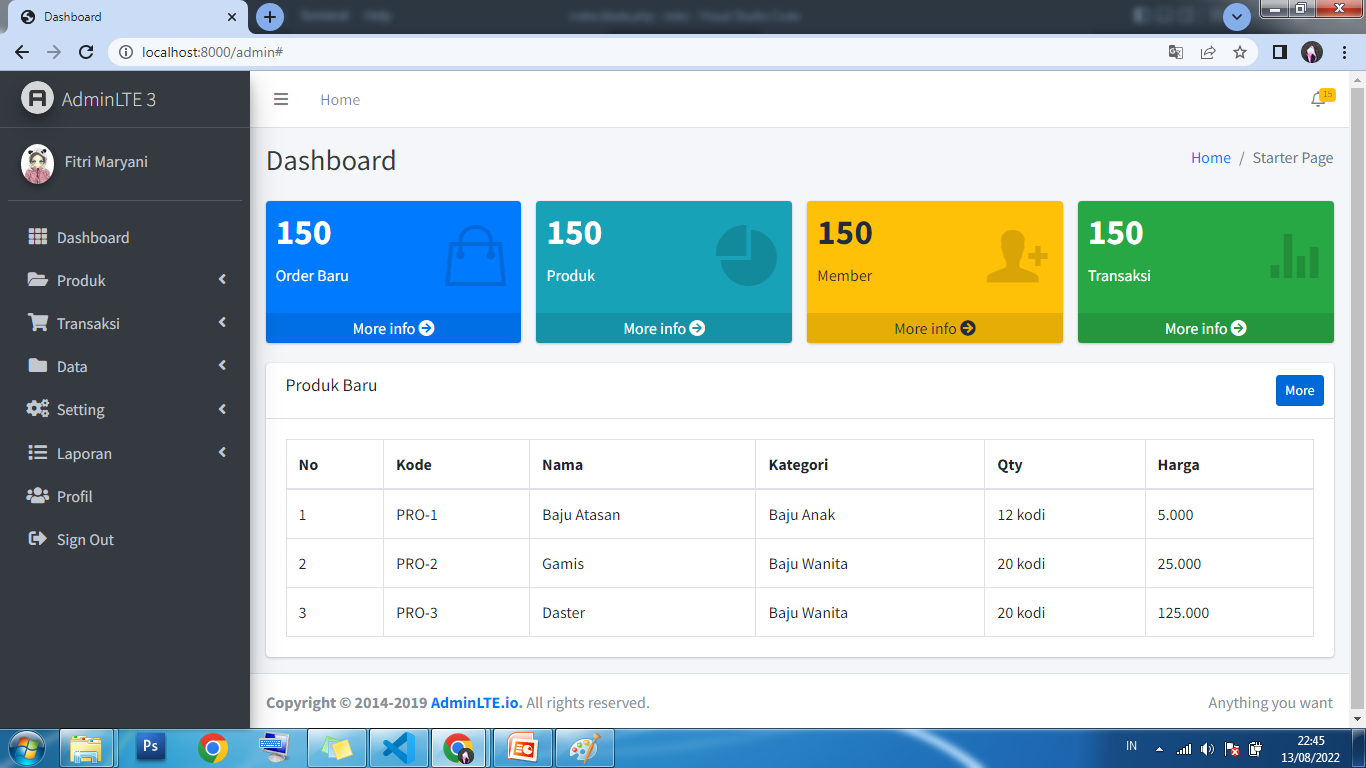 Dashboard
localhost:8000/admin#
AdminLTE 3
Home
15
Fitri Maryani
Dashboard
Home / Starter Page
Dashboard
Produk
Transaksi
Data
Setting
Laporan
Profil
Sign Out
150
Order Baru
More info
150
Produk
More info
150
Member
More info
150
Transaksi
More info
Produk Baru
More
No Kode Nama Kategori Qty Harga
1 PRO-1 Baju Atasan Baju Anak 12 kodi 5.000
2 PRO-2 Gamis Baju Wanita 20 kodi 25.000
3 PRO-3 Daster Baju Wanita 20 kodi 125.000
Copyright © 2014-2019 AdminLTE.io. All rights reserved.
Anything you want
Ps
IN
22:45
13/08/2022